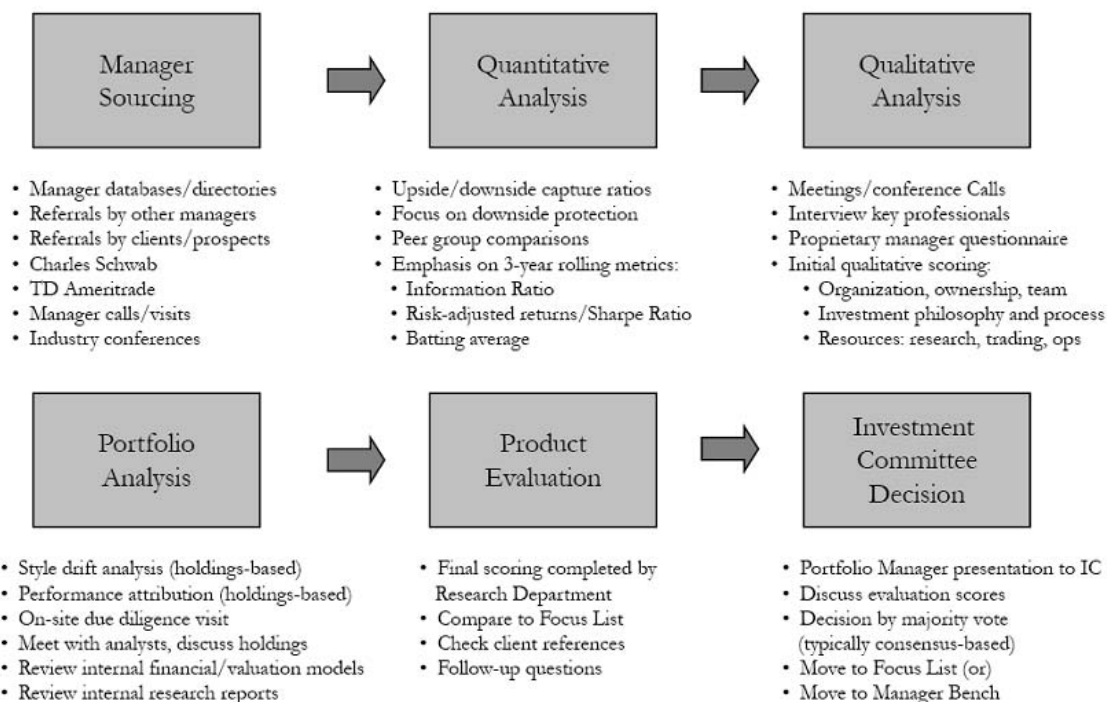 Manager
Sourcing
Quantitative
Analysis
Qualitative
Analysis
• Manager databases/directories
• Referrals by other managers
• Referrals by clients/prospects
• Charles Schwab
• TD Ameritrade
• Manager calls/visits
• Industry conferences
• Upside/downside capture ratios
• Focus on downside protection
• Peer group comparisons
• Emphasis on 3-year rolling metrics:
• Information Ratio
• Risk-adjusted returns/Sharpe Ratio
• Batting average
• Meetings/conference Calls
• Interview key professionals
• Proprietary manager questionnaire
• Initial qualitative scoring:
• Organization, ownership, team
• Investment philosophy and process
• Resources: research, trading, ops
Portfolio
Analysis
Product
Evaluation
Investment
Committee
Decision
• Style drift analysis (holdings-based)
• Performance attribution (holdings-based)
• On-site due diligence visit
• Meet with analysts, discuss holdings
• Review internal financial/valuation models
• Review internal research reports
• Final scoring completed by
Research Department
• Compare to Focus List
• Check client references
• Follow-up questions
• Portfolio Manager presentation to IC
• Discuss evaluation scores
• Decision by majority vote
(typically consensus-based)
• Move to Focus List (or)
• Move to Manager Bench